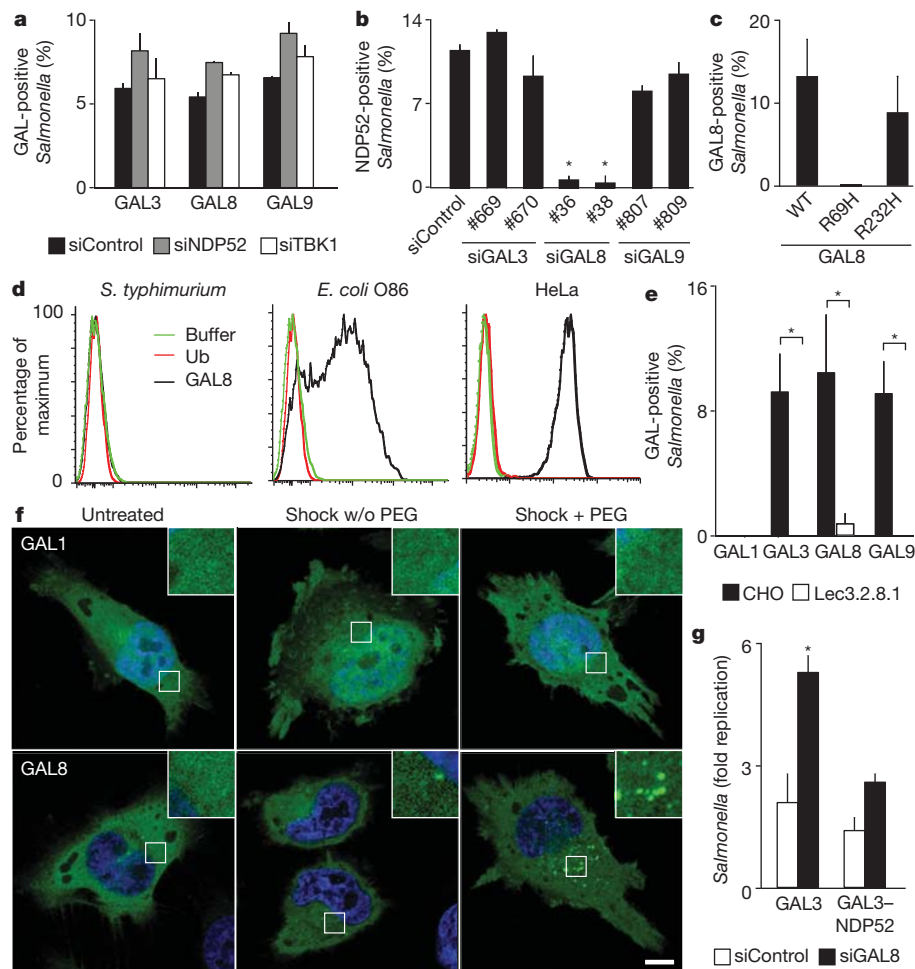 a
GAL-positive
Salmonella (%)
10
5
0
GAL3 GAL8 GAL9
siControl siNDP52 siTBK1
b
NDP52-positive
Salmonella (%)
14
7
0
* *
siControl #669 #670 #36 #38 #807 #809
siGAL3 siGAL8 siGAL9
c
GAL8-positive
Salmonella (%)
20
10
0
WT R69H R232H
GAL8
d
S. typhimurium E. coli O86 HeLa
Percentage of
maximum
100
0
Buffer
Ub
GAL8
e
GAL-positive
Salmonella (%)
16
8
0
* * *
GAL1 GAL3 GAL8 GAL9
CHO Lec3.2.8.1
f
Untreated Shock w/o PEG Shock + PEG
GAL1
GAL8
g
Salmonella (fold replication)
6
3
0
*
GAL3 GAL3–
NDP52
siControl siGAL8